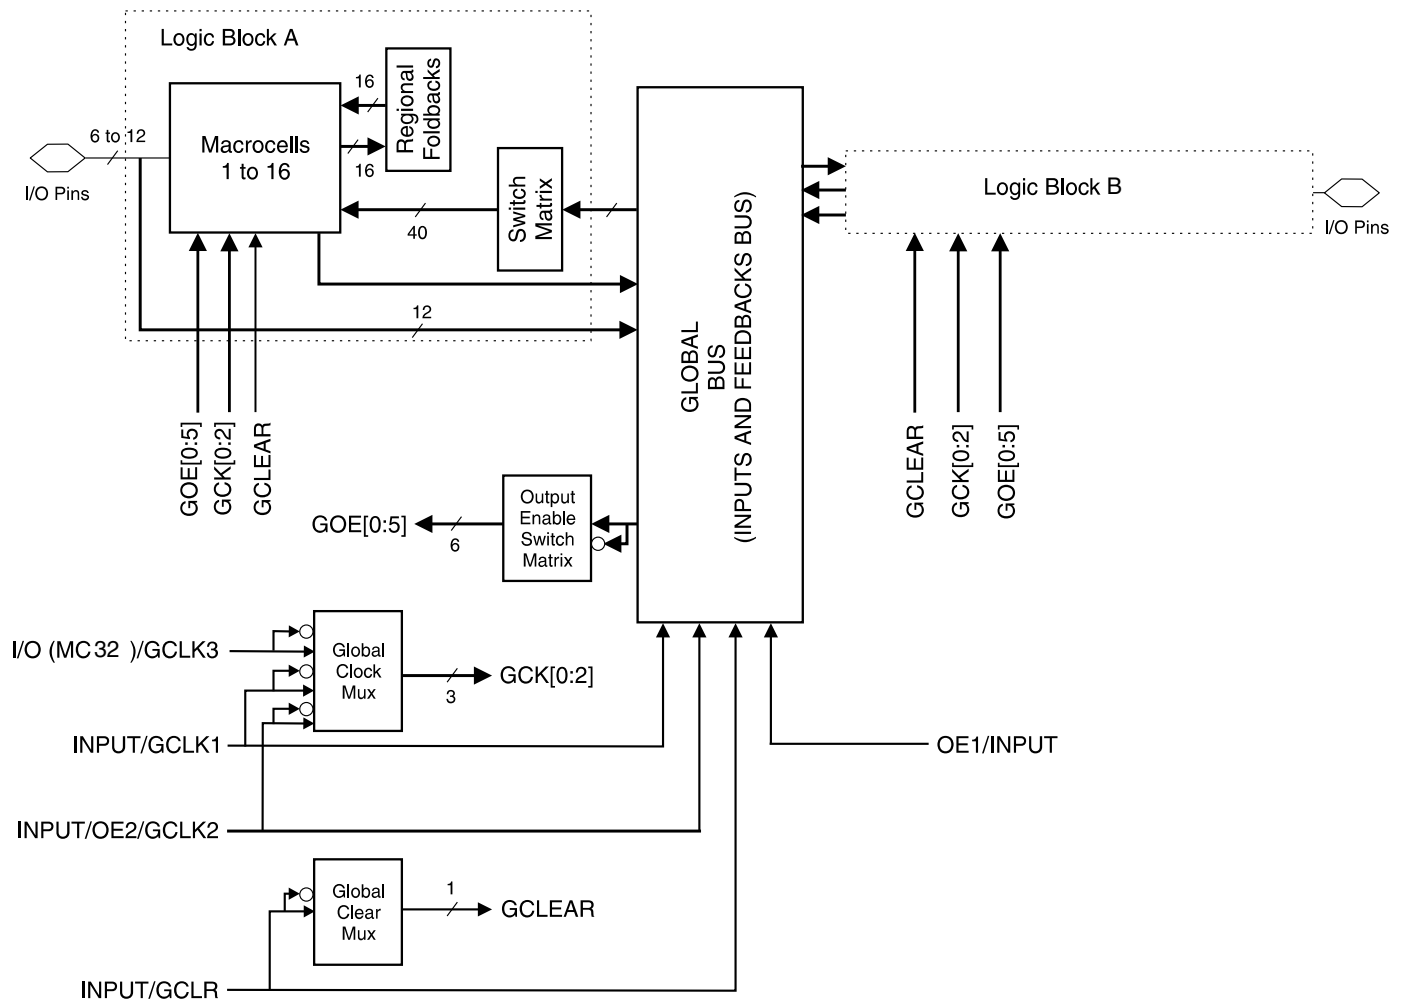 Logic Block A
16
Regional
Foldbacks
6 to 12
Macrocells
1 to 16
16
I/O Pins
40
Switch
Matrix
12
GOE[0:5]
GCK[0:2]
GCLEAR
GLOBAL
BUS
(INPUTS AND FEEDBACKS BUS)
Logic Block B
I/O Pins
GCLEAR
GCK[0:2]
GOE[0:5]
Output
Enable
Switch
Matrix
GOE[0:5]
6
I/O (MC32 )/GCLK3
Global
Clock
Mux
3
GCK[0:2]
INPUT/GCLK1
OE1/INPUT
INPUT/OE2/GCLK2
Global
Clear
Mux
1
GCLEAR
INPUT/GCLR